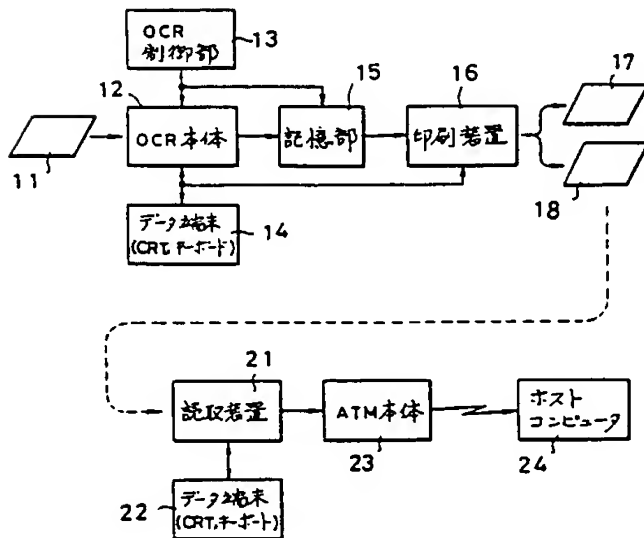 OCR
制御部
13
12
15
16
17
OCR本体
記憶部
印刷装置
11
18
データ端末
(CRT,キーボード)
14
21
読取装置
ATM本体
ホスト
コンピュータ
23
24
22
データ端末
(CRT,キーボード)